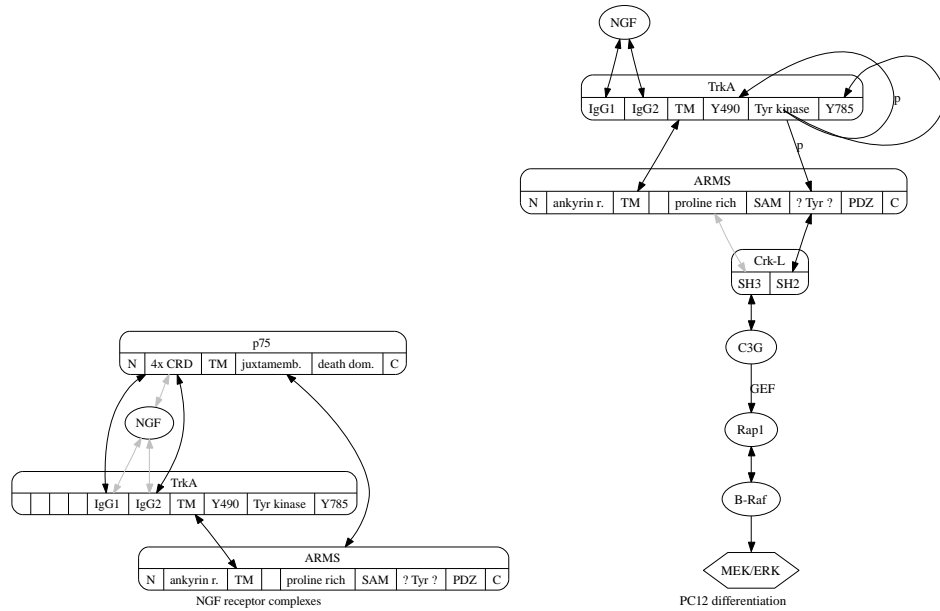 NGF
TrkA
IgG1 IgG2 TM Y490 Tyr kinase Y785
p
p
ARMS
N ankyrin r. TM proline rich SAM ? Tyr ? PDZ C
Crk-L
SH3 SH2
C3G
GEF
Rap1
B-Raf
MEK/ERK
PC12 differentiation
p75
N 4x CRD TM juxtamemb. death dom. C
NGF
TrkA
IgG1 IgG2 TM Y490 Tyr kinase Y785
ARMS
N ankyrin r. TM proline rich SAM ? Tyr ? PDZ C
NGF receptor complexes